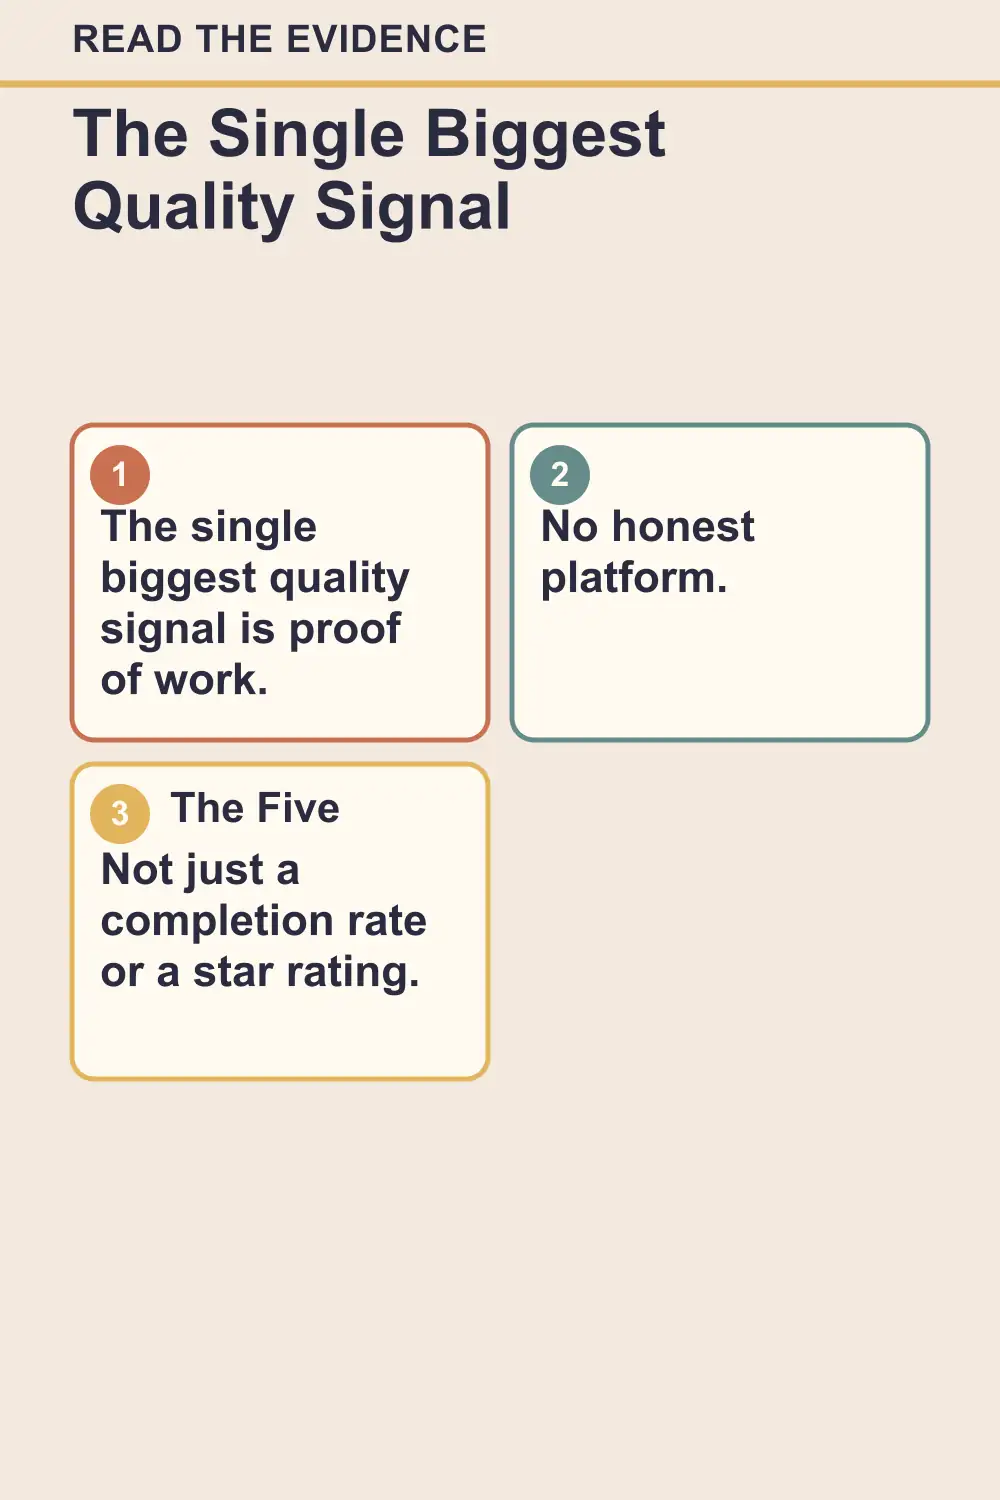 READ THE EVIDENCE
The Single Biggest
Quality Signal
1
The single
biggest quality
signal is proof
of work.
2
No honest
platform.
3 The Five
Not just a
completion rate
or a star rating.